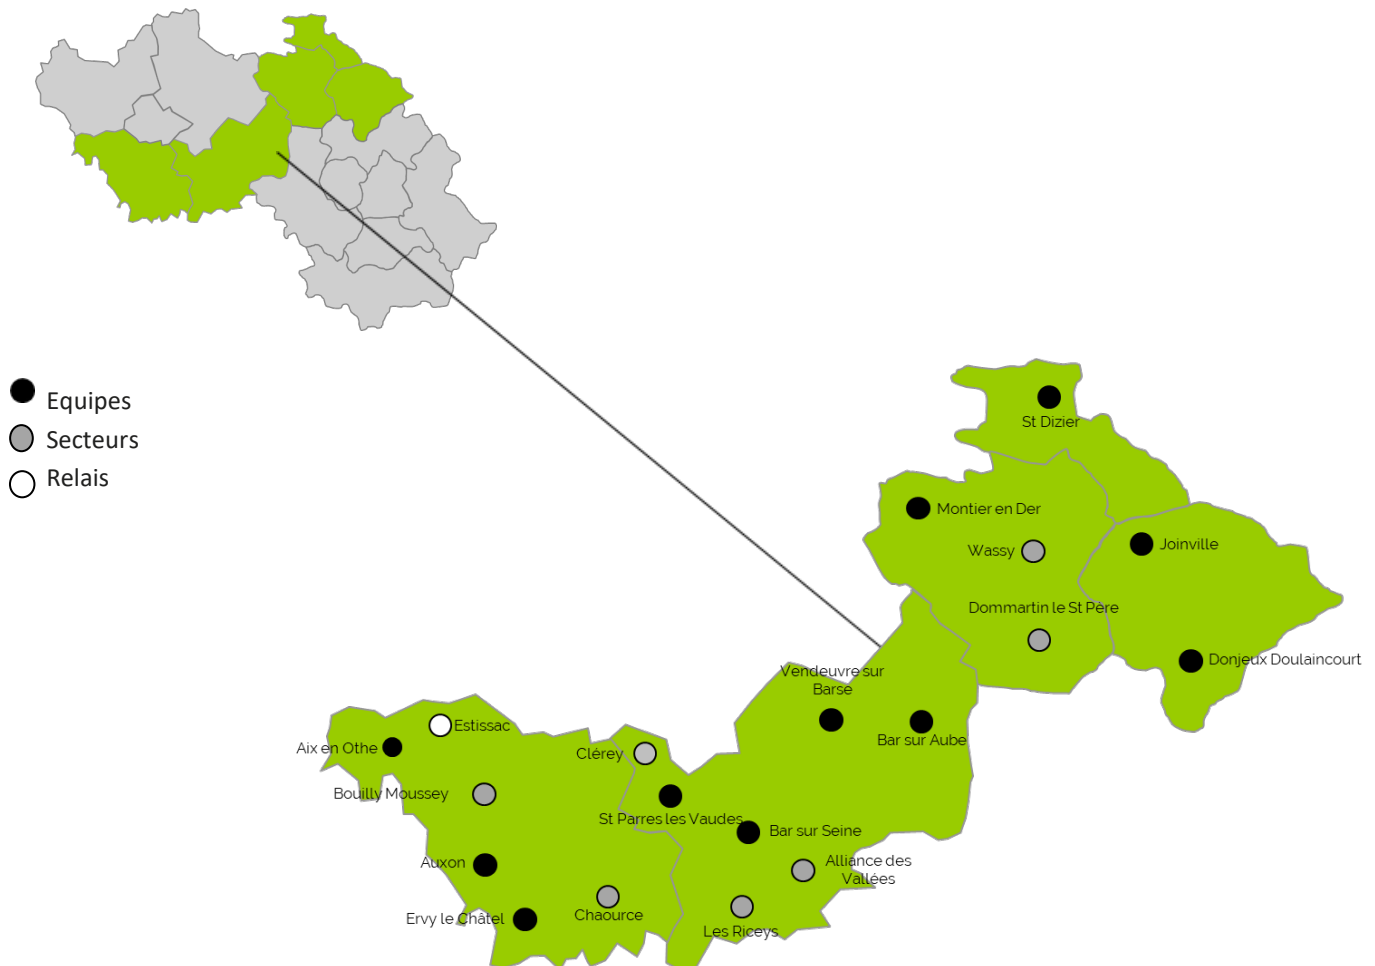 Equipes
Secteurs
Relais
St Dizier
Montier en Der
Wassy
Joinville
Dommartin le St Père
Donjeux Doulaincourt
Vendeuvre sur
Barse
Bar sur Aube
Estissac
Aix en Othe
Clérey
Bouilly Moussey
St Parres les Vaudes
Bar sur Seine
Auxon
Alliance des
Vallées
Ervy le Châtel
Chaource
Les Riceys